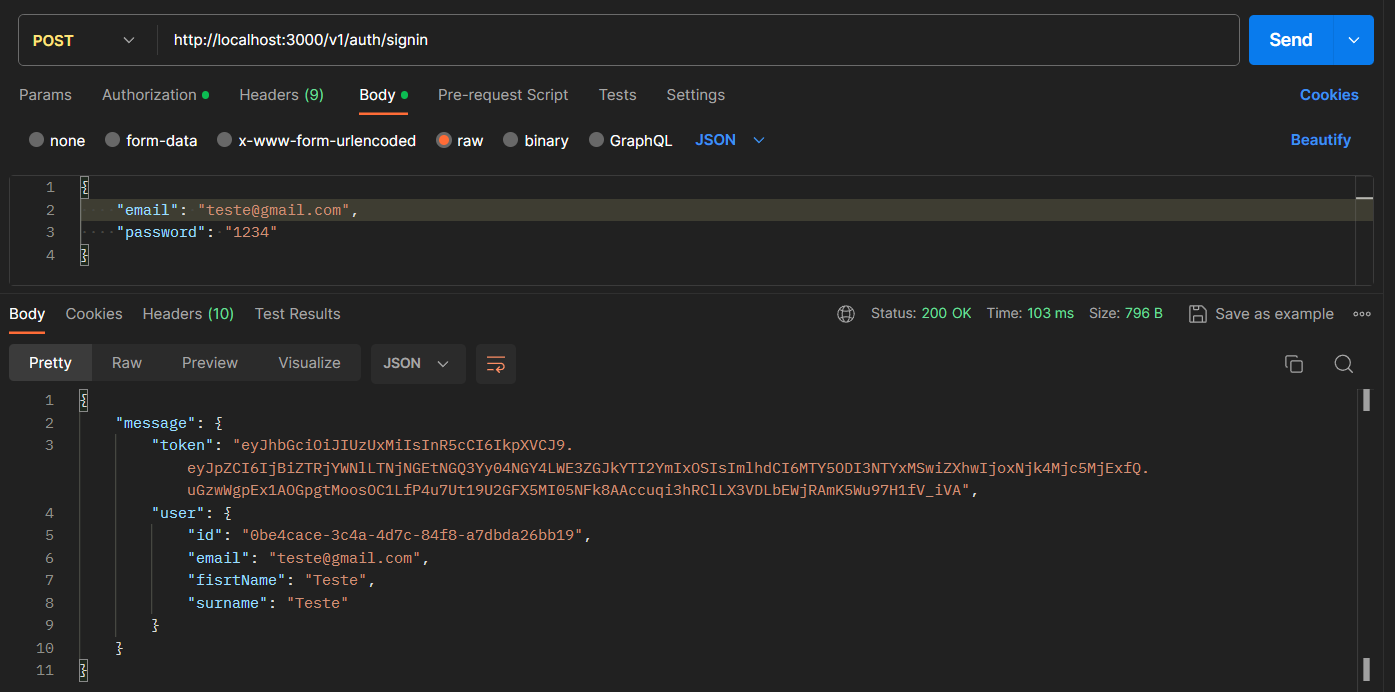 POST http://localhost:3000/v1/auth/signin Send
Params Authorization Headers (9) Body Pre-request Script Tests Settings Cookies
none form-data x-www-form-urlencoded raw binary GraphQL JSON Beautify
1 {
2 "email": "teste@gmail.com",
3 "password": "1234"
4 }
Body Cookies Headers (10) Test Results Status: 200 OK Time: 103 ms Size: 796 B Save as example
Pretty Raw Preview Visualize JSON
1 {
2 "message": {
3 "token": "eyJhbGciOiJIUzUxMiIsInR5cCI6IkpXVCJ9.
eyJpZCI6IjBiZTRjYWNlLTNjNGEtNGQ3Yy04NGY4LWE3ZGJkYTI2YmIxOSIsImlhdCI6MTY5ODI3NTYxMSwiZXhwIjoxNjk4Mjc5MjExfQ.
uGzwWgpEx1AOGpgtMoosOC1LfP4u7Ut19U2GFX5MI05NFk8AAccuqi3hRClLX3VDLbEWjRAmK5Wu97H1fV_iVA",
4 "user": {
5 "id": "0be4cace-3c4a-4d7c-84f8-a7dbda26bb19",
6 "email": "teste@gmail.com",
7 "fisrtName": "Teste",
8 "surname": "Teste"
9 }
10 }
11 }